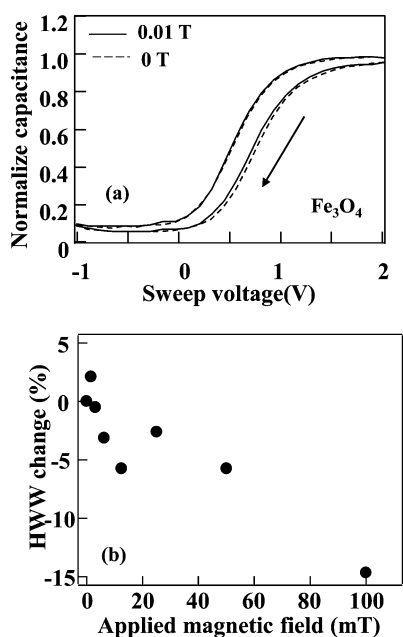 1.2
1.0
0.8
0.6
0.4
0.2
0
Normalize capacitance
0.01 T
0 T
(a)
Fe₃O₄
-1 0 1 2
Sweep voltage(V)
5
0
-5
-10
-15
HWW change (%)
(b)
0 20 40 60 80 100
Applied magnetic field (mT)